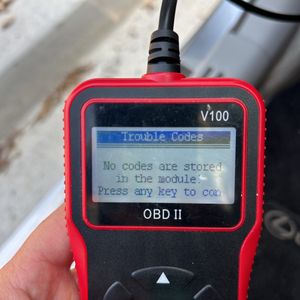 V100
Trouble Codes
No codes are stored
in the module.
Press any key to con
OBD II